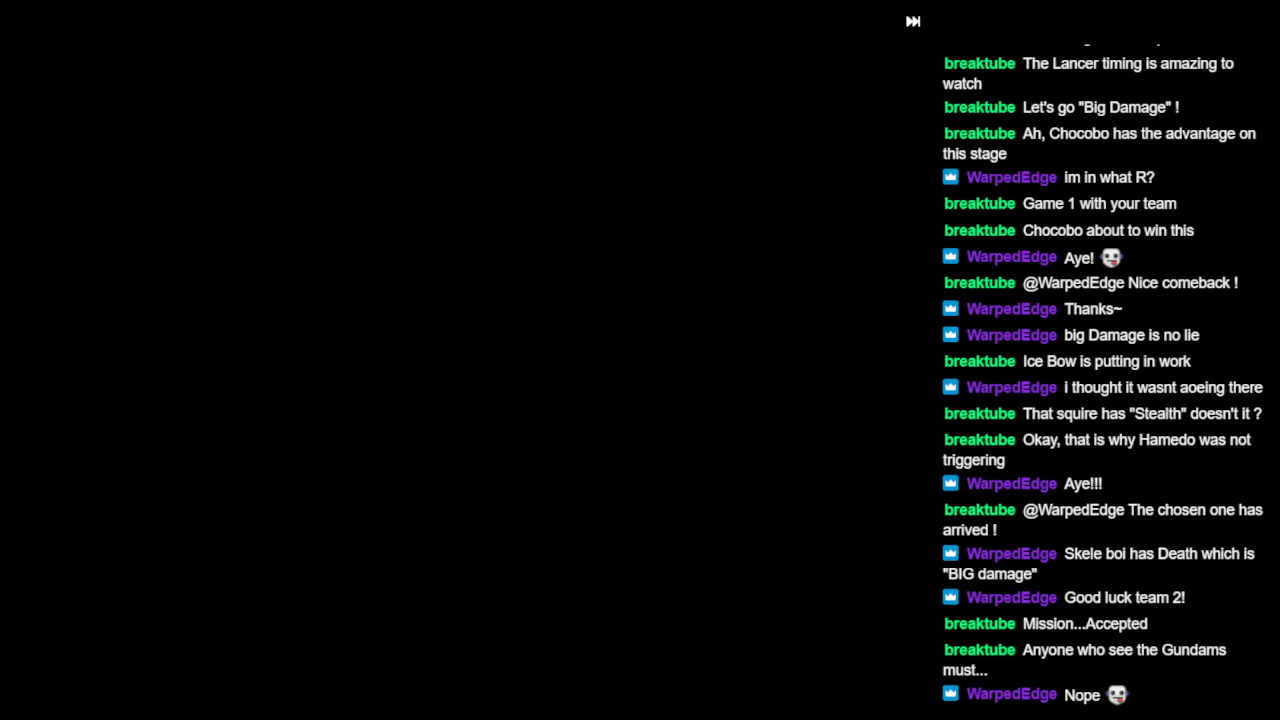 breaktube The Lancer timing is amazing to
watch
breaktube Let's go "Big Damage" !
breaktube Ah, Chocobo has the advantage on
this stage
WarpedEdge im in what R?
breaktube Game 1 with your team
breaktube Chocobo about to win this
WarpedEdge Aye!
breaktube @WarpedEdge Nice comeback !
WarpedEdge Thanks~
WarpedEdge big Damage is no lie
breaktube Ice Bow is putting in work
WarpedEdge i thought it wasnt aoeing there
breaktube That squire has "Stealth" doesn't it ?
breaktube Okay, that is why Hamedo was not
triggering
WarpedEdge Aye!!!
breaktube @WarpedEdge The chosen one has
arrived !
WarpedEdge Skele boi has Death which is
"BIG damage"
WarpedEdge Good luck team 2!
breaktube Mission...Accepted
breaktube Anyone who see the Gundams
must...
WarpedEdge Nope